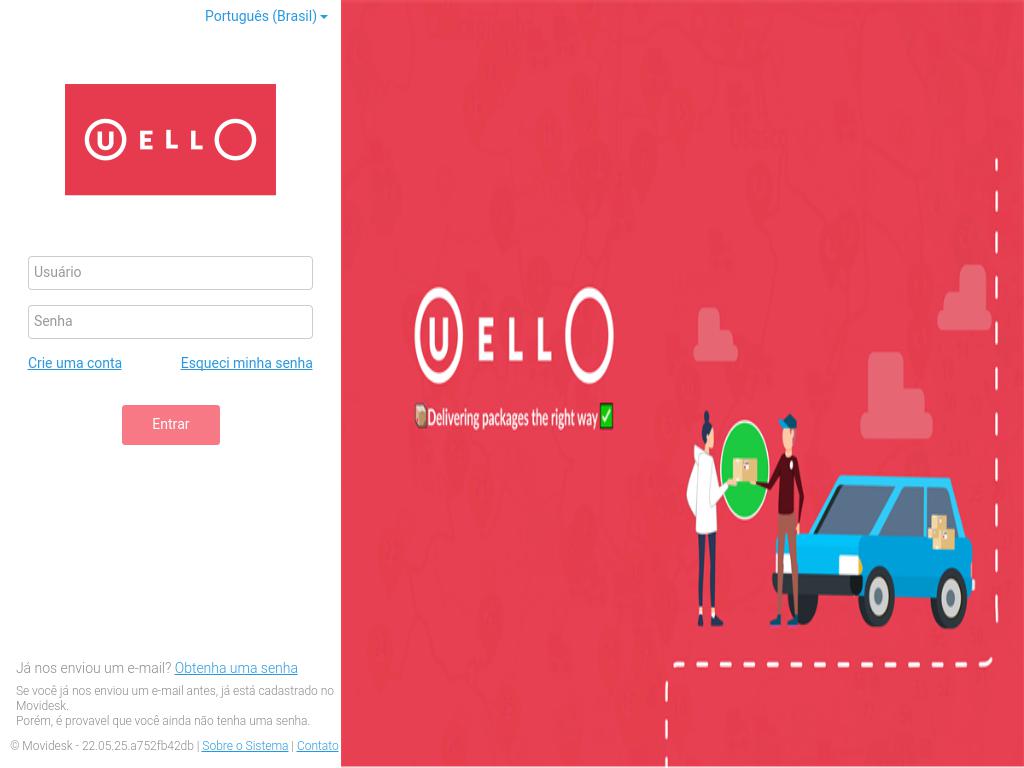 Português (Brasil)
UELLO
Usuário
Senha
Crie uma conta
Esqueci minha senha
Entrar
UELLO
Delivering packages the right way
Já nos enviou um e-mail? Obtenha uma senha
Se você já nos enviou um e-mail antes, já está cadastrado no
Movidesk.
Porém, é provavel que você ainda não tenha uma senha.
© Movidesk - 22.05.25.a752fb42db | Sobre o Sistema | Contato